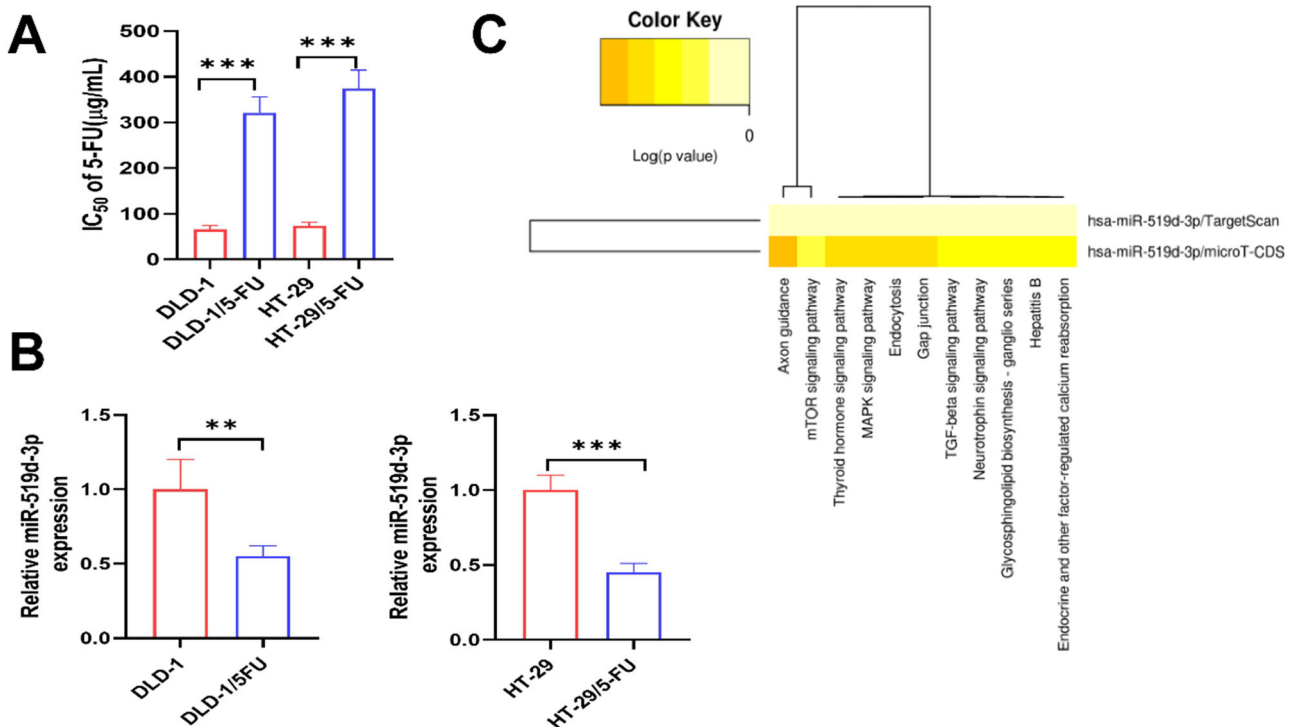 A
IC50 of 5-FU(μg/mL)
500
400
300
200
100
0
***
***
DLD-1
DLD-1/5-FU
HT-29
HT-29/5-FU
B
Relative miR-519d-3p
expression
1.5
1.0
0.5
0.0
**
DLD-1
DLD-1/5FU
Relative miR-519d-3p
expression
1.5
1.0
0.5
0.0
***
HT-29
HT-29/5-FU
C
Color Key
0
Log(p value)
hsa-miR-519d-3p/TargetScan
hsa-miR-519d-3p/microT-CDS
Axon guidance
mTOR signaling pathway
Thyroid hormone signaling pathway
MAPK signaling pathway
Endocytosis
Gap junction
TGF-beta signaling pathway
Neurotrophin signaling pathway
Glycosphingolipid biosynthesis - ganglio series
Hepatitis B
Endocrine and other factor-regulated calcium reabsorption